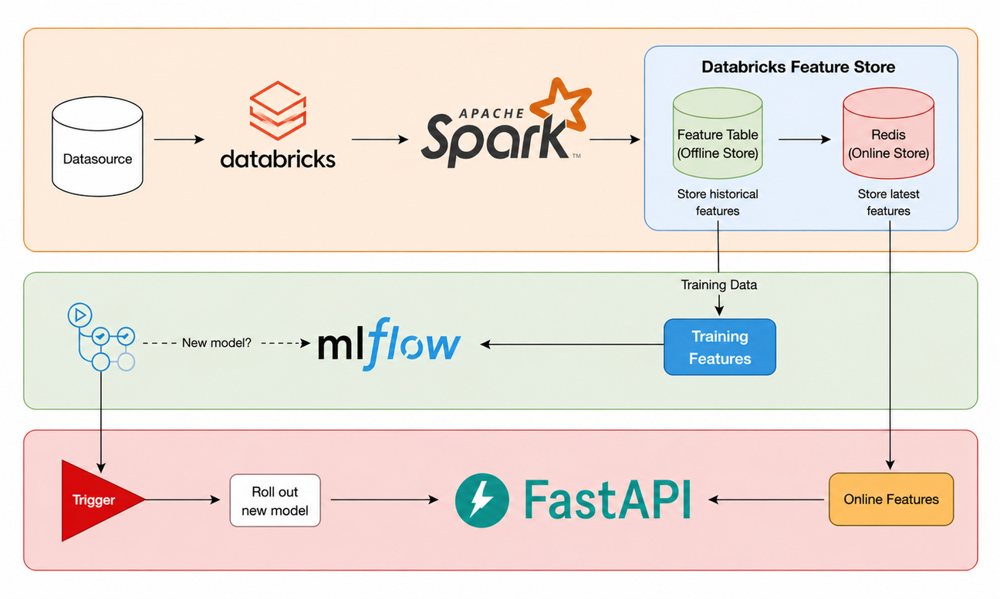 Databricks Feature Store
Datasource
databricks
APACHE
Spark
TM
Feature Table
(Offline Store)
Redis
(Online Store)
Store historical
features
Store latest
features
Training Data
New model?
mlflow
Training
Features
Trigger
Roll out
new model
FastAPI
Online Features